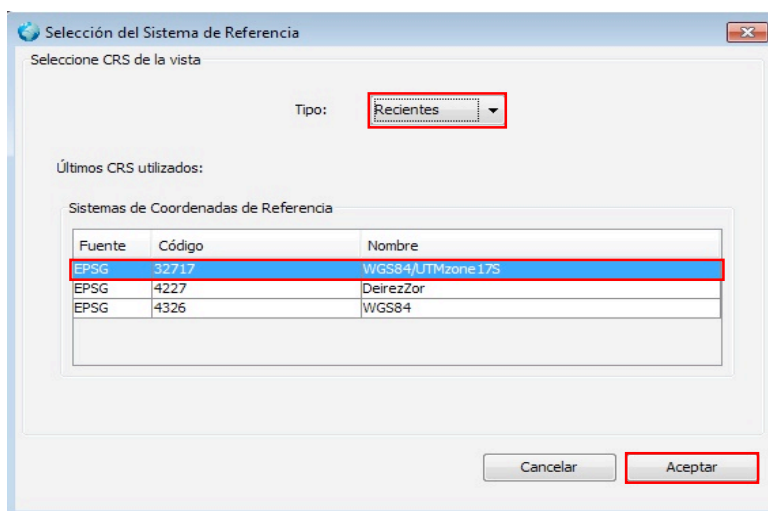 Selección del Sistema de Referencia
Seleccione CRS de la vista
Tipo: Recientes
Últimos CRS utilizados:
Sistemas de Coordenadas de Referencia
Fuente Código Nombre
EPSG 32717 WGS84/UTMzone17S
EPSG 4227 DeirezZor
EPSG 4326 WGS84
Cancelar Aceptar